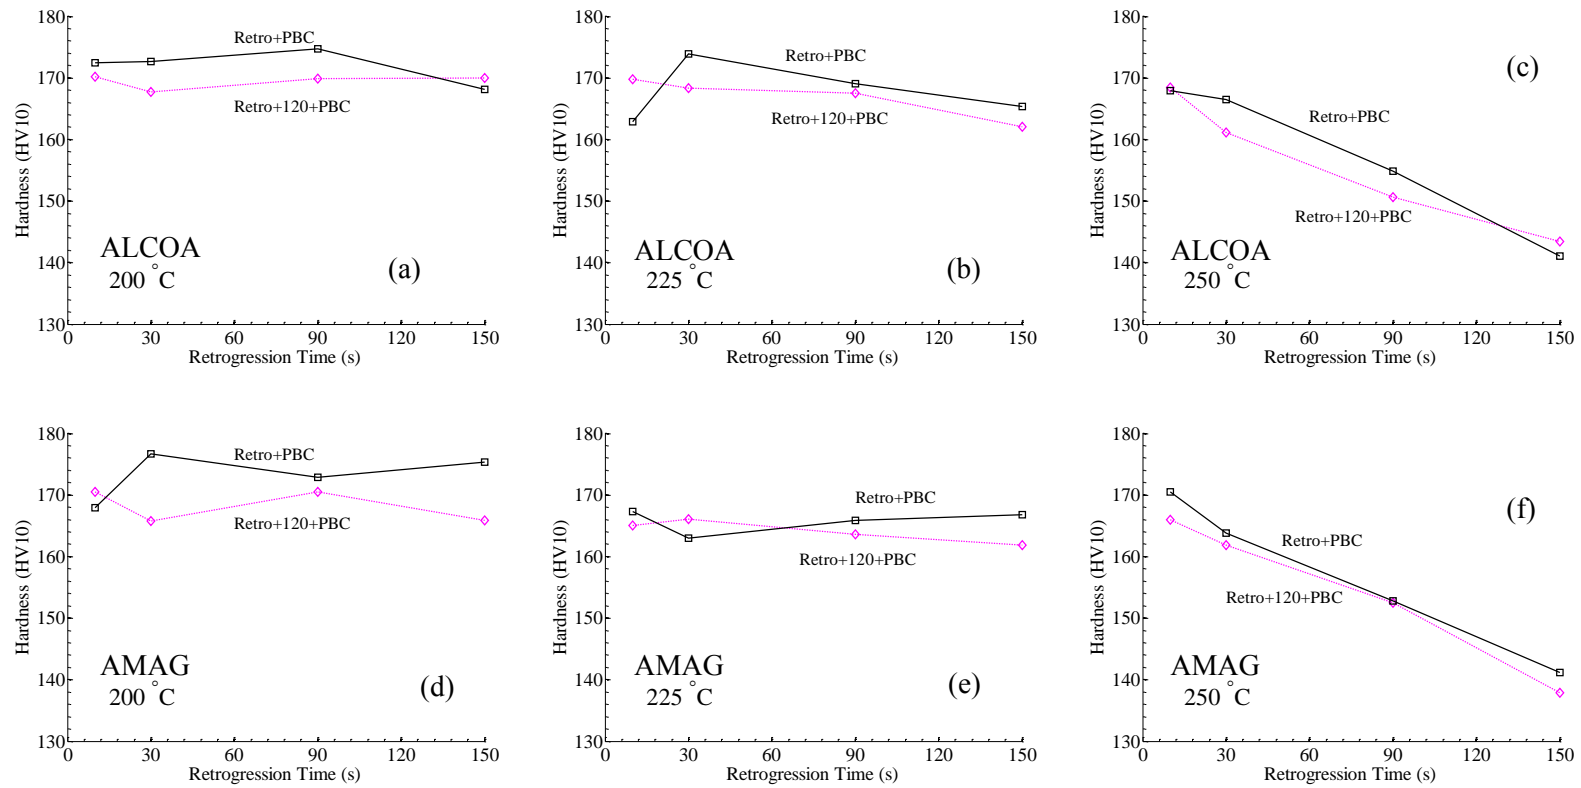 180
170
160
150
140
130
Hardness (HV10)
Retro+PBC
Retro+120+PBC
ALCOA
200 °C
(a)
0 30 60 90 120 150
Retrogression Time (s)
180
170
160
150
140
130
Hardness (HV10)
Retro+PBC
Retro+120+PBC
ALCOA
225 °C
(b)
0 30 60 90 120 150
Retrogression Time (s)
180
170
160
150
140
130
Hardness (HV10)
(c)
Retro+PBC
Retro+120+PBC
ALCOA
250 °C
0 30 60 90 120 150
Retrogression Time (s)
180
170
160
150
140
130
Hardness (HV10)
Retro+PBC
Retro+120+PBC
AMAG
200 °C
(d)
0 30 60 90 120 150
Retrogression Time (s)
180
170
160
150
140
130
Hardness (HV10)
Retro+PBC
Retro+120+PBC
AMAG
225 °C
(e)
0 30 60 90 120 150
Retrogression Time (s)
180
170
160
150
140
130
Hardness (HV10)
(f)
Retro+PBC
Retro+120+PBC
AMAG
250 °C
0 30 60 90 120 150
Retrogression Time (s)